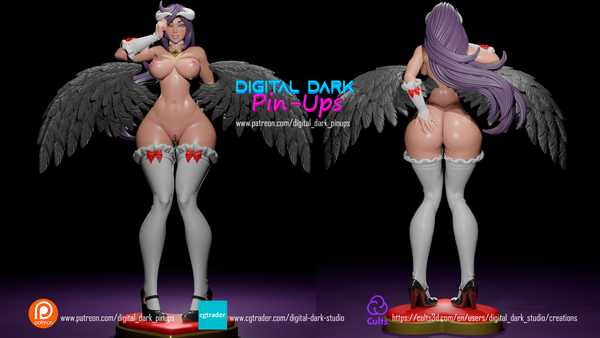 DIGITAL DARK
Pin-Ups
www.patreon.com/digital_dark_pinups
PATREON
www.patreon.com/digital_dark_pinups
cgtrader
www.cgtrader.com/digital-dark-studio
Cults
https://cults3d.com/en/users/digital_dark_studio/creations